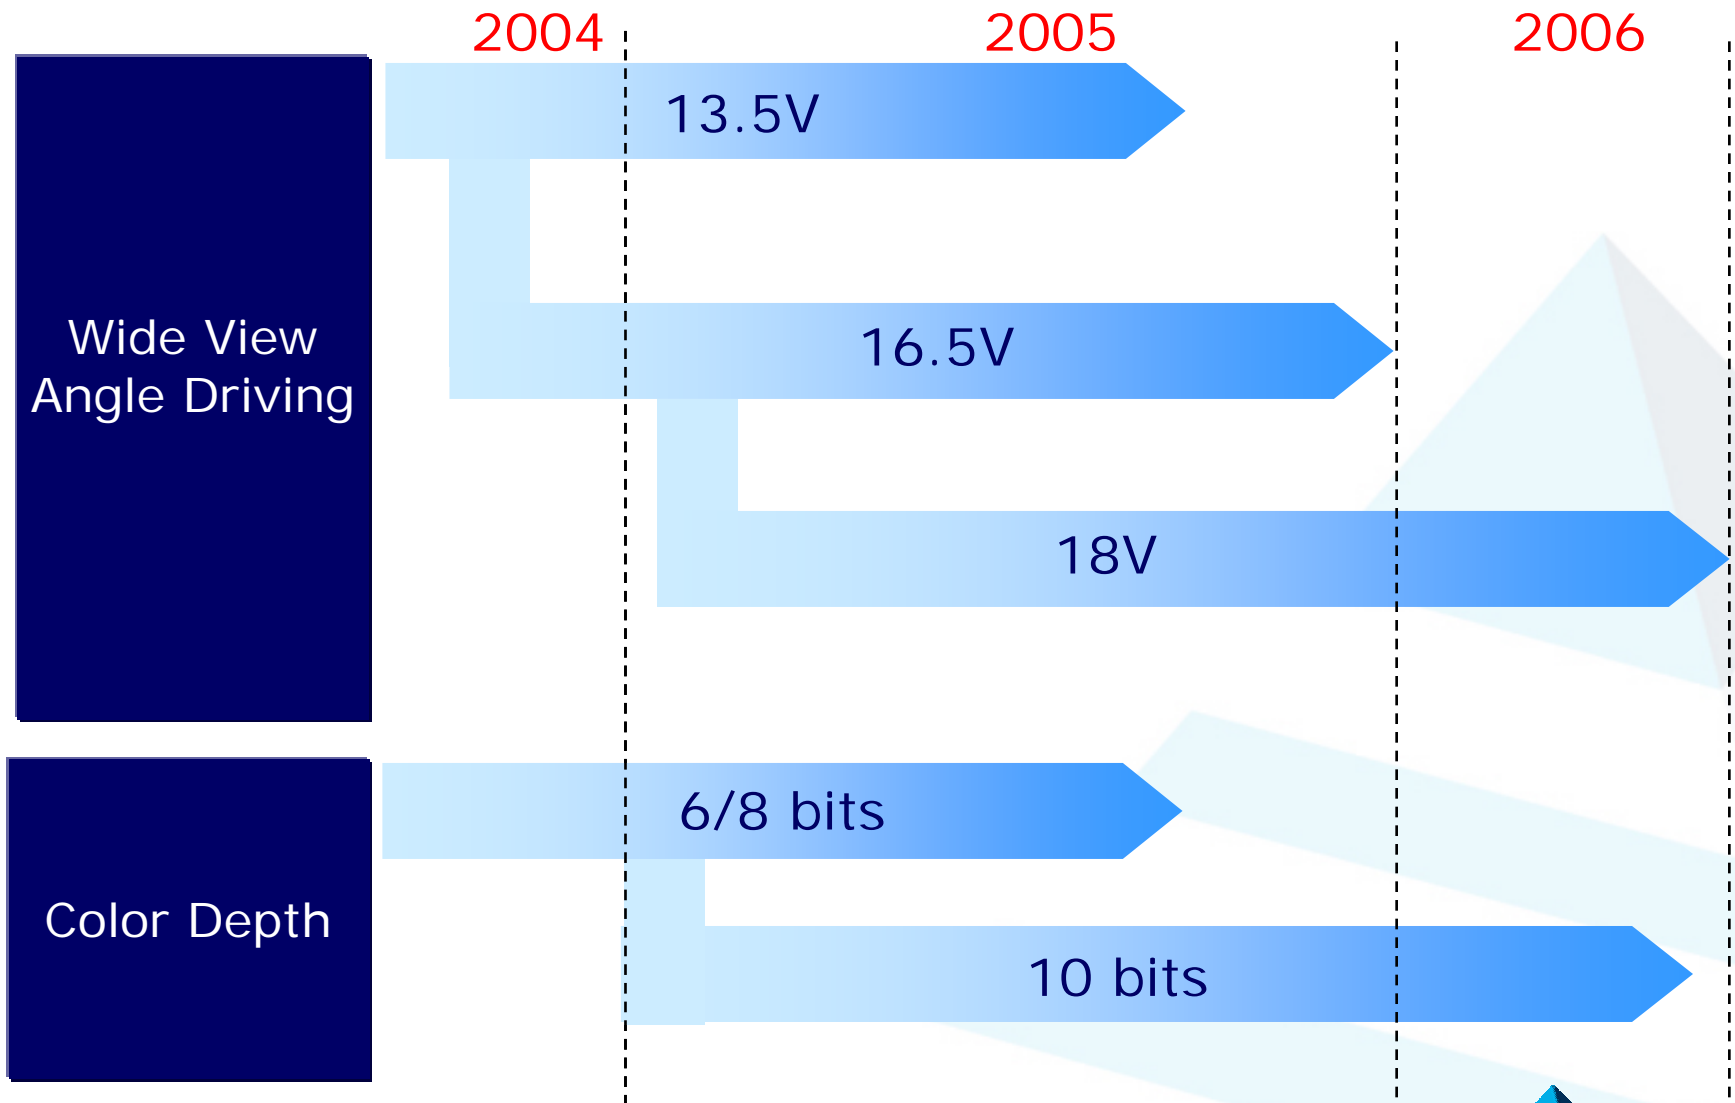 2004
2005
2006
13.5V
Wide View
Angle Driving
16.5V
18V
6/8 bits
Color Depth
10 bits